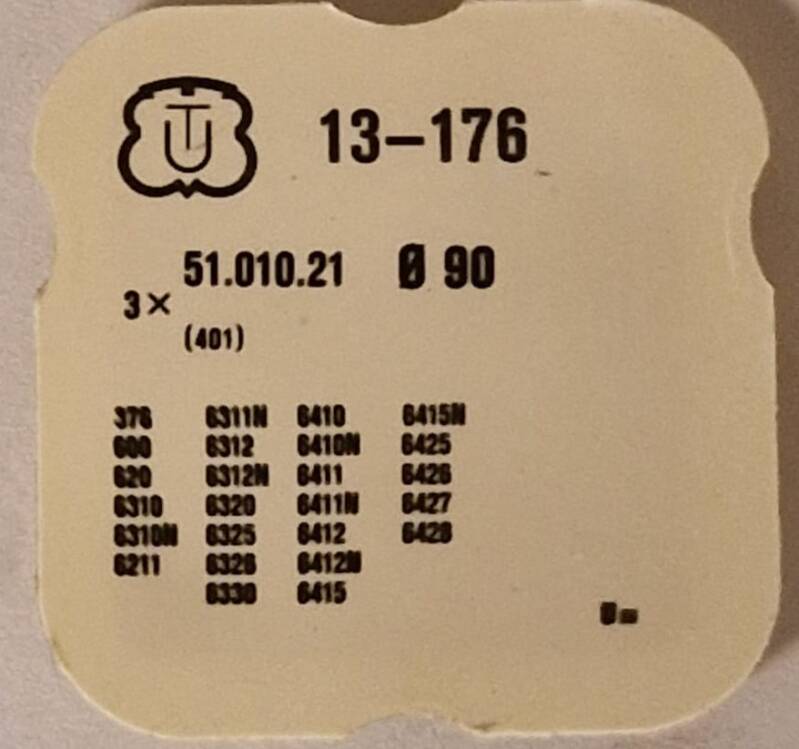 UT
13–176
51.010.21 Ø 90
3×
(401)
376 6311N 6410 6415N
600 6312 6410N 6425
620 6312N 6411 6426
6310 6320 6411N 6427
6310N 6325 6412 6428
6211 6326 6412N
6330 6415